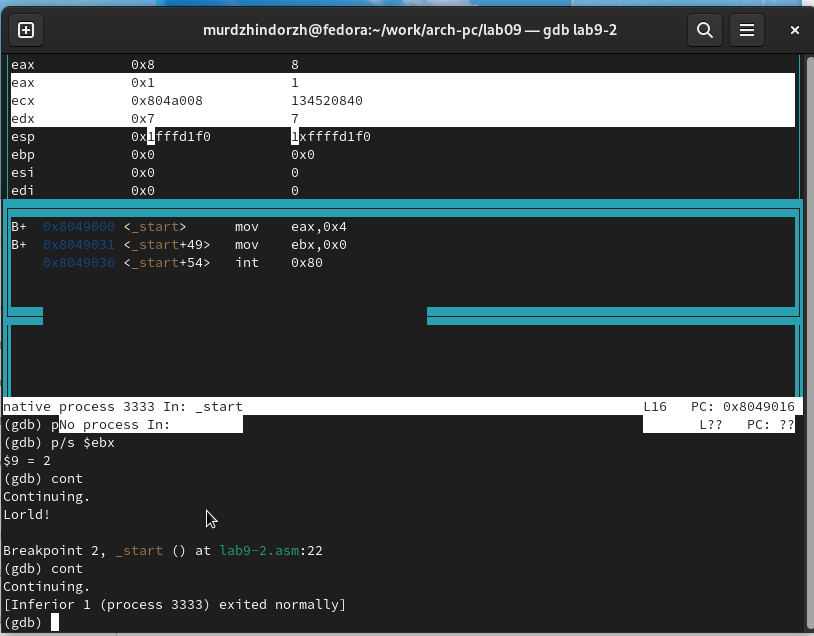 murdzhindorzh@fedora:~/work/arch-pc/lab09 — gdb lab9-2
eax 0x8 8
eax 0x1 1
ecx 0x804a008 134520840
edx 0x7 7
esp 0x1fffd1f0 1xffffd1f0
ebp 0x0 0x0
esi 0x0 0
edi 0x0 0
B+ 0x8049000 <_start> mov eax,0x4
B+ 0x8049031 <_start+49> mov ebx,0x0
0x8049036 <_start+54> int 0x80
native process 3333 In: _start L16 PC: 0x8049016
(gdb) pNo process In: L?? PC: ??
(gdb) p/s $ebx
$9 = 2
(gdb) cont
Continuing.
Lorld!
Breakpoint 2, _start () at lab9-2.asm:22
(gdb) cont
Continuing.
[Inferior 1 (process 3333) exited normally]
(gdb)